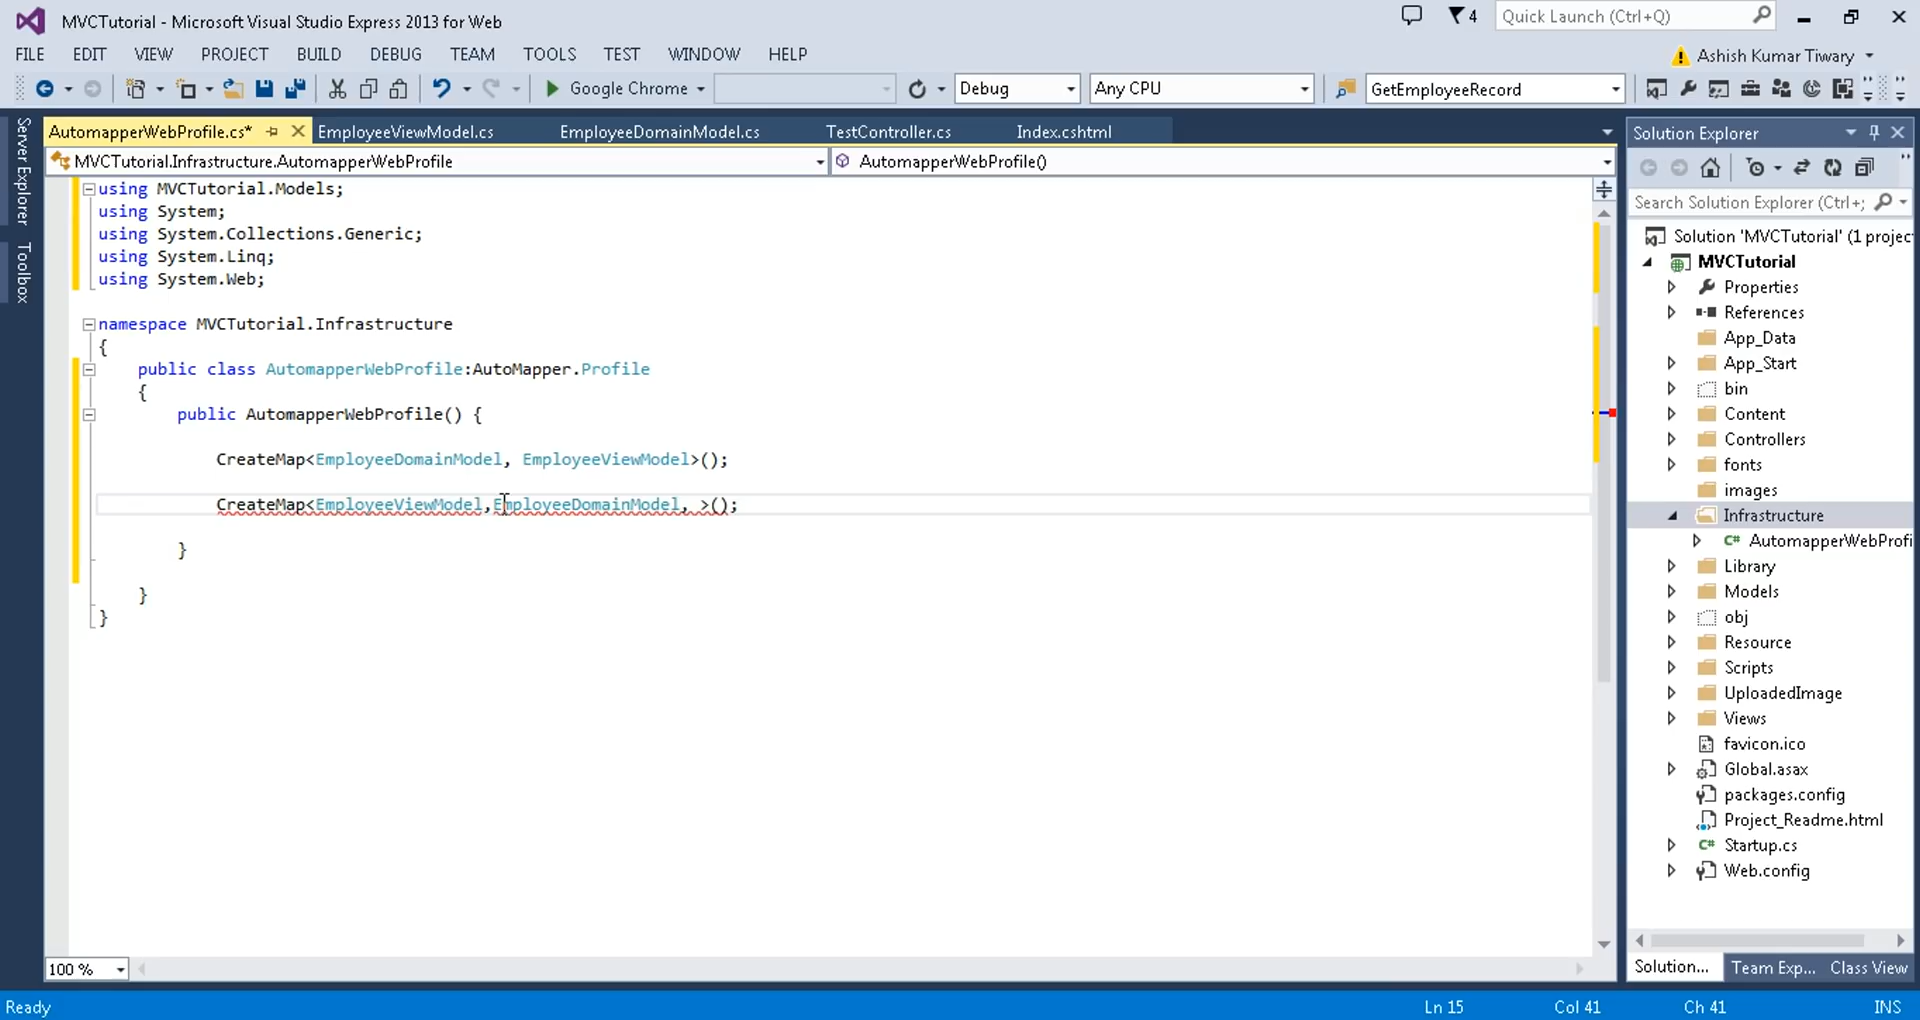 MVCTutorial - Microsoft Visual Studio Express 2013 for Web
4
Quick Launch (Ctrl+Q)
FILE EDIT VIEW PROJECT BUILD DEBUG TEAM TOOLS TEST WINDOW HELP
Ashish Kumar Tiwary
Google Chrome
Debug
Any CPU
GetEmployeeRecord
Server Explorer
Toolbox
AutomapperWebProfile.cs* EmployeeViewModel.cs EmployeeDomainModel.cs TestController.cs Index.cshtml
MVCTutorial.Infrastructure.AutomapperWebProfile
AutomapperWebProfile()
using MVCTutorial.Models;
using System;
using System.Collections.Generic;
using System.Linq;
using System.Web;
namespace MVCTutorial.Infrastructure
{
public class AutomapperWebProfile:AutoMapper.Profile
{
public AutomapperWebProfile() {
CreateMap<EmployeeDomainModel, EmployeeViewModel>();
CreateMap<EmployeeViewModel,EmployeeDomainModel, >();
}
}
}
100 %
Solution Explorer
Search Solution Explorer (Ctrl+;
Solution 'MVCTutorial' (1 projec
MVCTutorial
Properties
References
App_Data
App_Start
bin
Content
Controllers
fonts
images
Infrastructure
C# AutomapperWebProfi
Library
Models
obj
Resource
Scripts
UploadedImage
Views
favicon.ico
Global.asax
packages.config
Project_Readme.html
C# Startup.cs
Web.config
Solution... Team Exp... Class View
Ready
Ln 15
Col 41
Ch 41
INS